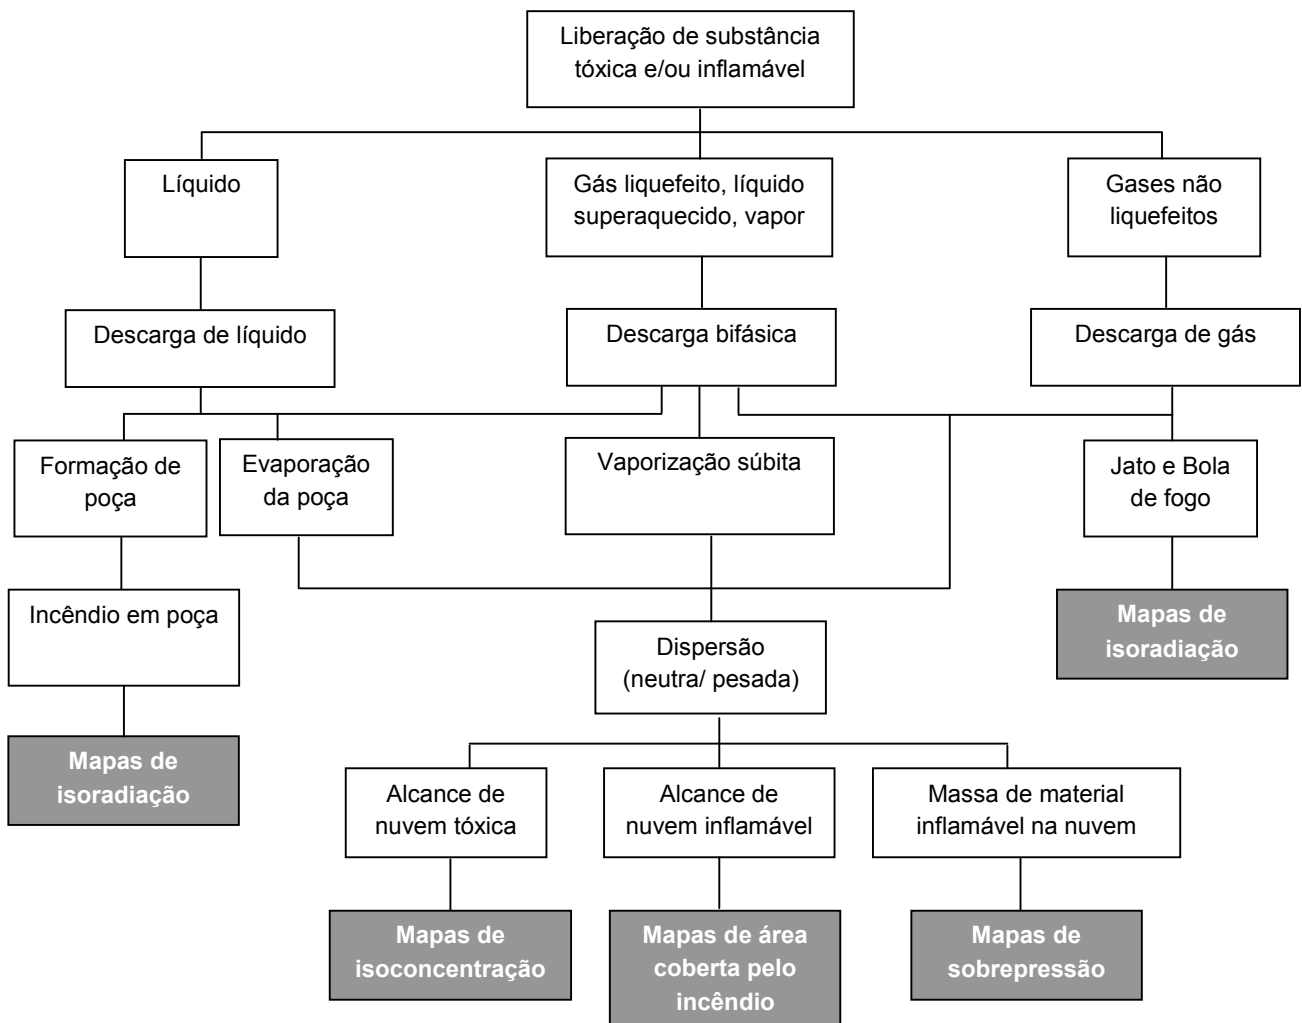 Liberação de substância
tóxica e/ou inflamável
Líquido
Gás liquefeito, líquido
superaquecido, vapor
Gases não
liquefeitos
Descarga de líquido
Descarga bifásica
Descarga de gás
Formação de
poça
Evaporação
da poça
Vaporização súbita
Jato e Bola
de fogo
Incêndio em poça
Mapas de
isoradiação
Dispersão
(neutra/ pesada)
Mapas de
isoradiação
Alcance de
nuvem tóxica
Alcance de
nuvem inflamável
Massa de material
inflamável na nuvem
Mapas de
isoconcentração
Mapas de área
coberta pelo
incêndio
Mapas de
sobrepressão